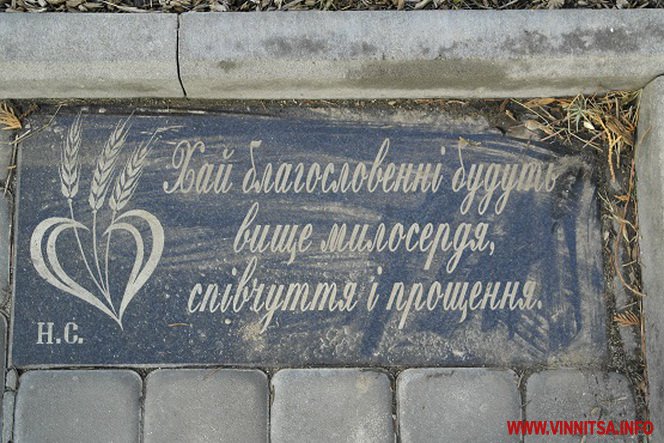 Хай благословенні будуть
вище милосердя,
співчуття і прощення.
Н.С.
WWW.VINNITSA.INFO